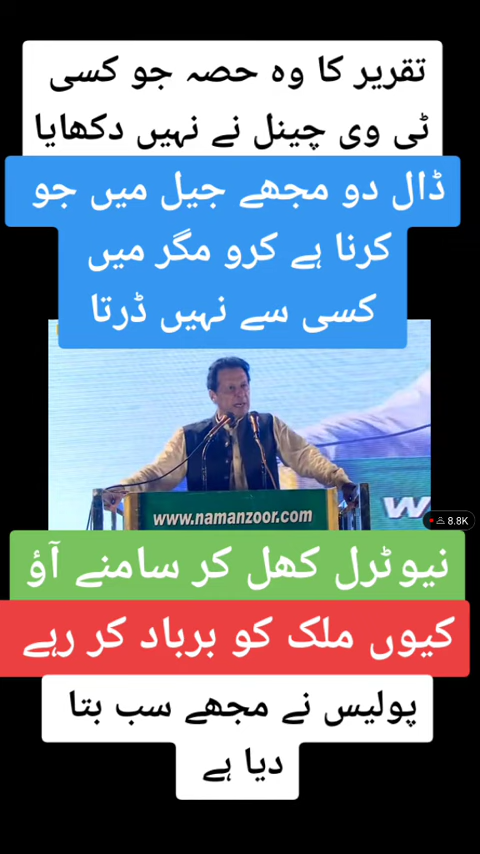 تقریر کا وہ حصہ جو کسی
ٹی وی چینل نے نہیں دکھایا
ڈال دو مجھے جیل میں جو
کرنا ہے کرو مگر میں
کسی سے نہیں ڈرتا
www.namanzoor.com
w
8.8K
نیوٹرل کھل کر سامنے آؤ
کیوں ملک کو برباد کر رہے
پولیس نے مجھے سب بتا
دیا ہے